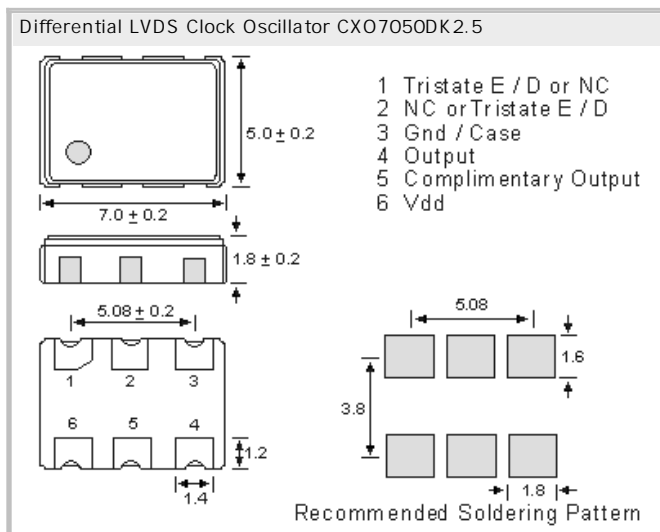 Differential LVDS Clock Oscillator CXO7050DK2.5
1 Tristate E / D or NC
2 NC or Tristate E / D
3 Gnd / Case
4 Output
5 Complimentary Output
6 Vdd
5.0 ± 0.2
7.0 ± 0.2
1.8 ± 0.2
5.08 ± 0.2
1 2 3
6 5 4
1.2
1.4
5.08
1.6
3.8
1.8
Recommended Soldering Pattern